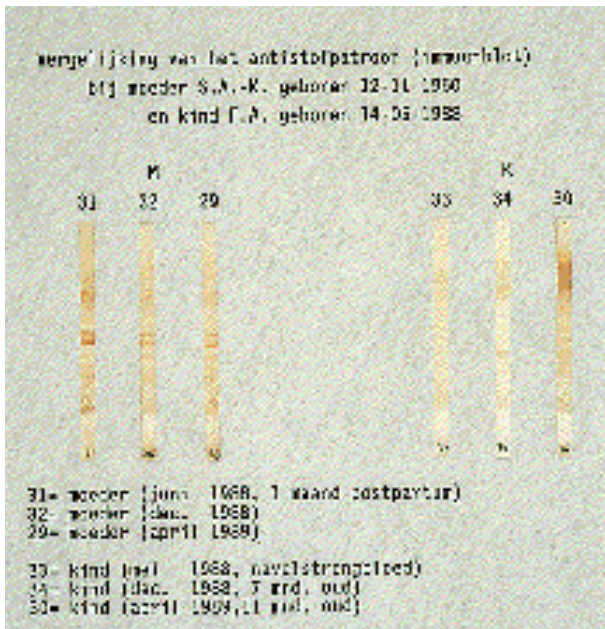 vergelijking van het antistofpatroon (immunoblot)
bij moeder S.A.-K. geboren 1960
en kind F.A. geboren 14-05-1988
M K
31 32 29 33 34 30
31= moeder (juni 1988, 1 maand postpartum)
32- moeder (dec. 1988)
29= moeder (april 1989)
33- kind (mei 1988, navelstrengbloed)
34- kind (dec. 1988, 7 mnd. oud)
30= kind (april 1989,11 mnd. oud)